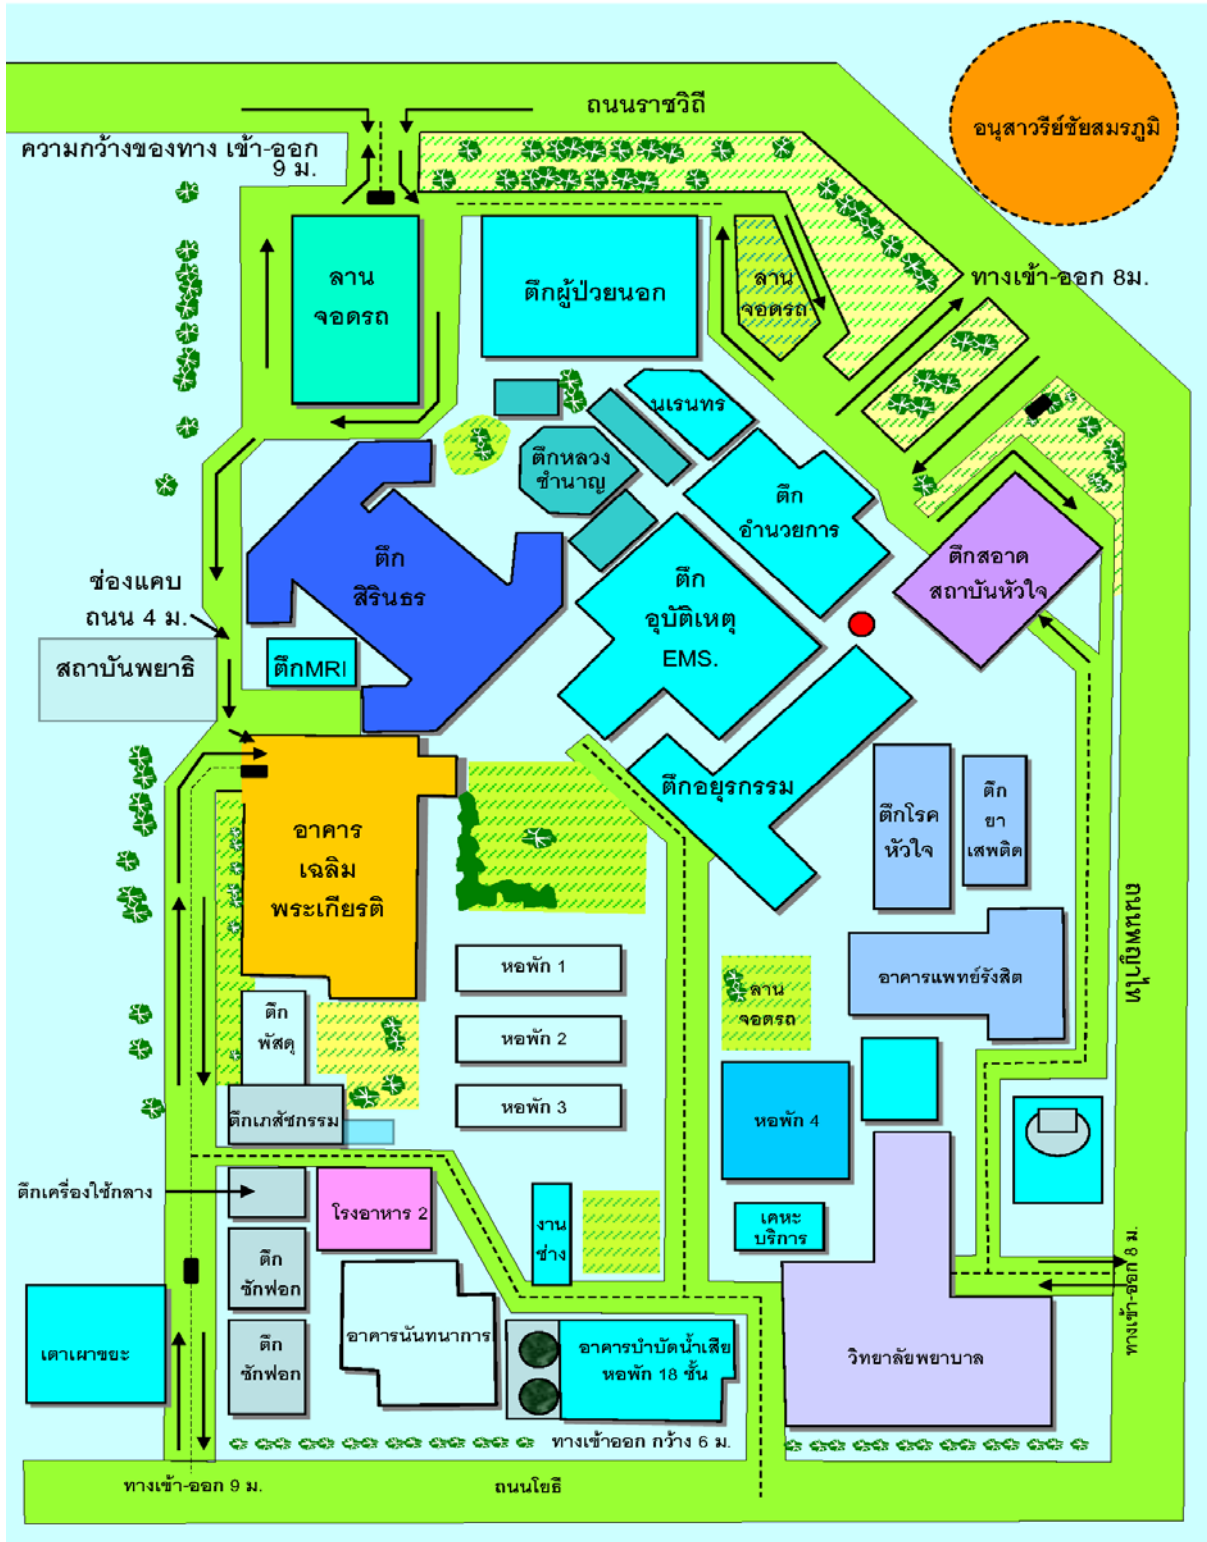 ถนนราชวิถี
อนุสาวรีย์ชัยสมรภูมิ
ความกว้างของทาง เข้า-ออก
9 ม.
ลาน
จอดรถ
ตึกผู้ป่วยนอก
ลาน
จอดรถ
ทางเข้า-ออก 8ม.
นเรนทร
ตึกหลวง
ชำนาญ
ตึก
อำนวยการ
ตึกสอาด
สถาบันหัวใจ
ตึก
สิรินธร
ตึก
อุบัติเหตุ
EMS.
ช่องแคบ
ถนน 4 ม.
สถาบันพยาธิ
ตึกMRI
ตึกอยุรกรรม
ตึกโรค
หัวใจ
ตึก
ยา
เสพติด
อาคาร
เฉลิม
พระเกียรติ
ถนนพญาไท
หอพัก 1
อาคารแพทย์รังสิต
ลาน
จอดรถ
ตึก
พัสดุ
หอพัก 2
หอพัก 3
หอพัก 4
ตึกเภสัชกรรม
ตึกเครื่องใช้กลาง
โรงอาหาร 2
งาน
ช่าง
เคหะ
บริการ
ตึก
ซักฟอก
ทางเข้า-ออก 8 ม.
เตาเผาขยะ
ตึก
ซักฟอก
อาคารนันทนาการ
อาคารบำบัดน้ำเสีย
หอพัก 18 ชั้น
วิทยาลัยพยาบาล
ทางเข้าออก กว้าง 6 ม.
ทางเข้า-ออก 9 ม.
ถนนโยธี